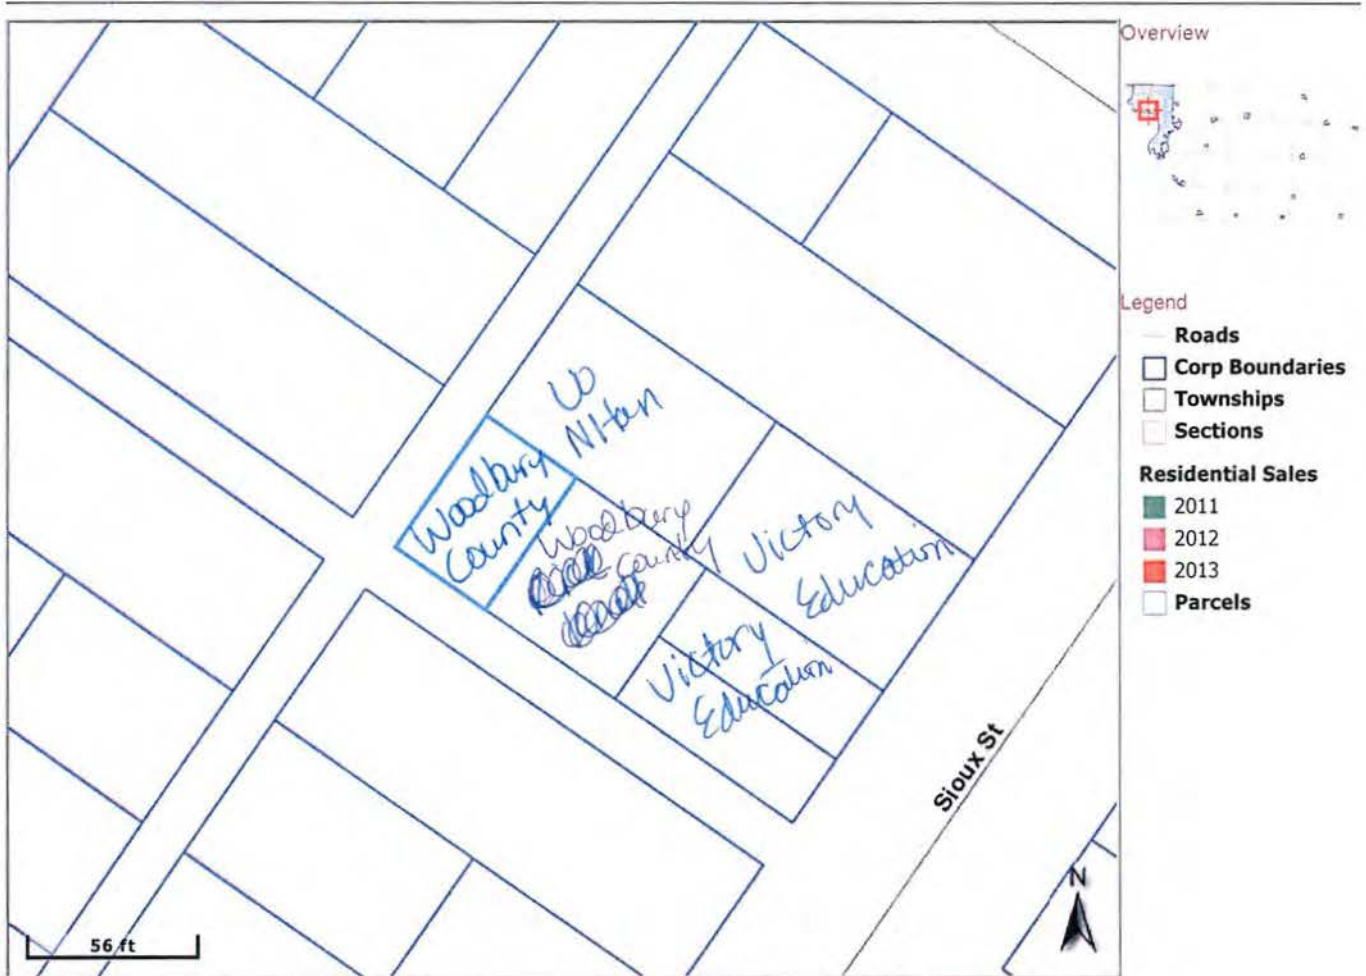 Overview
Legend
Roads
Corp Boundaries
Townships
Sections
Residential Sales
2011
2012
2013
Parcels
Woodbury
County
Woodbury
County
Victory
Education
Victory
Education
Sioux St
N
56 ft